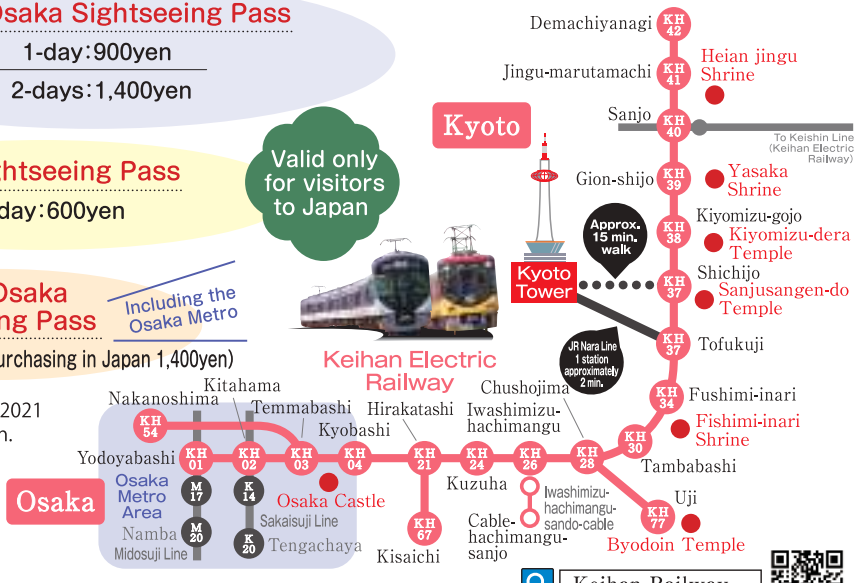 Osaka Sightseeing Pass
1-day:900yen
2-days:1,400yen
htseeing Pass
day:600yen
Osaka
ng Pass
Including the
Osaka Metro
urchasing in Japan 1,400yen)
2021
n.
Valid only
for visitors
to Japan
Keihan Electric
Railway
Kyoto
Kyoto
Tower
Approx.
15 min.
walk
JR Nara Line
1 station
approximately
2 min.
Demachiyanagi
KH
42
Jingu-marutamachi
KH
41
Heian jingu
Shrine
Sanjo
KH
40
To Keishin Line
(Keihan Electric
Railway)
Gion-shijo
KH
39
Yasaka
Shrine
Kiyomizu-gojo
KH
38
Kiyomizu-dera
Temple
Shichijo
KH
37
Sanjusangen-do
Temple
KH
37
Tofukuji
KH
34
Fushimi-inari
Fishimi-inari
Shrine
KH
30
Tambabashi
Chushojima
KH
28
Uji
KH
77
Byodoin Temple
Iwashimizu-
hachimangu
KH
26
Iwashimizu-
hachimangu-
sando-cable
Cable-
hachimangu-
sanjo
KH
24
Kuzuha
Hirakatashi
KH
21
KH
67
Kisaichi
Kyobashi
KH
04
Temmabashi
KH
03
Osaka Castle
Kitahama
KH
02
K
14
Sakaisuji Line
K
20
Tengachaya
Nakanoshima
KH
54
Yodoyabashi
KH
01
M
17
M
20
Osaka
Metro
Area
Namba
Midosuji Line
Osaka
Keihan Railway